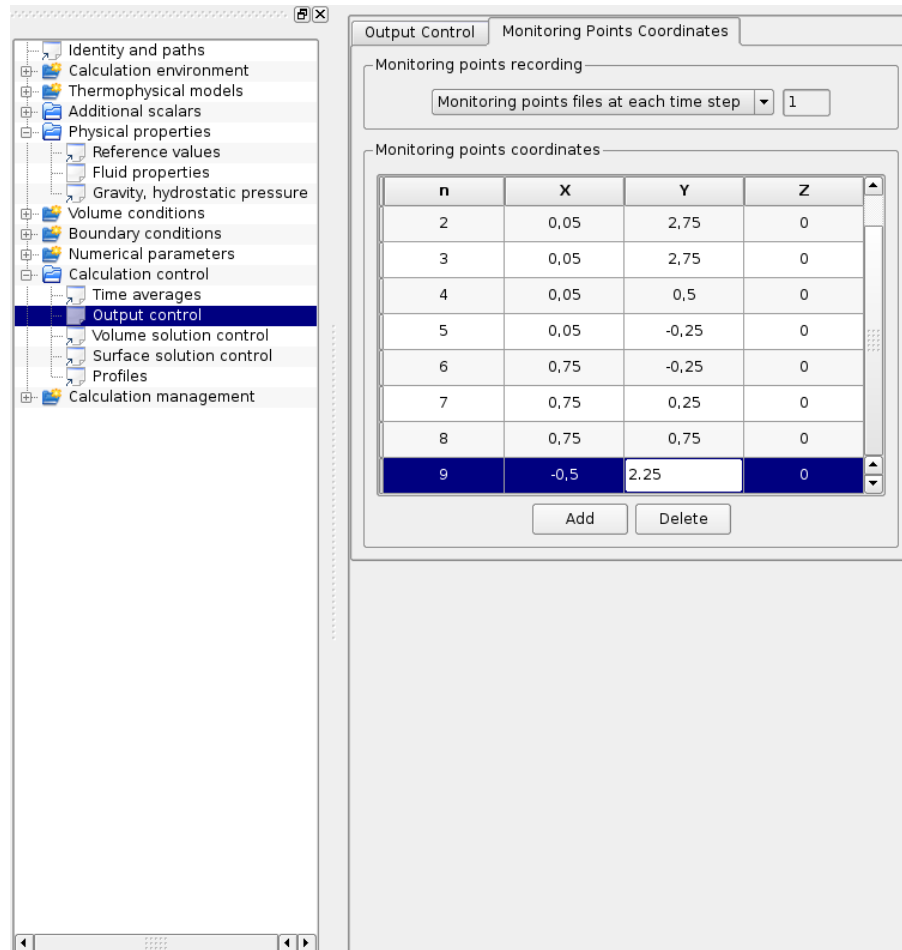 Identity and paths
Calculation environment
Thermophysical models
Additional scalars
Physical properties
Reference values
Fluid properties
Gravity, hydrostatic pressure
Volume conditions
Boundary conditions
Numerical parameters
Calculation control
Time averages
Output control
Volume solution control
Surface solution control
Profiles
Calculation management
Output Control Monitoring Points Coordinates
Monitoring points recording
Monitoring points files at each time step 1
Monitoring points coordinates
n X Y Z
2 0,05 2,75 0
3 0,05 2,75 0
4 0,05 0,5 0
5 0,05 -0,25 0
6 0,75 -0,25 0
7 0,75 0,25 0
8 0,75 0,75 0
9 -0,5 2.25 0
Add Delete